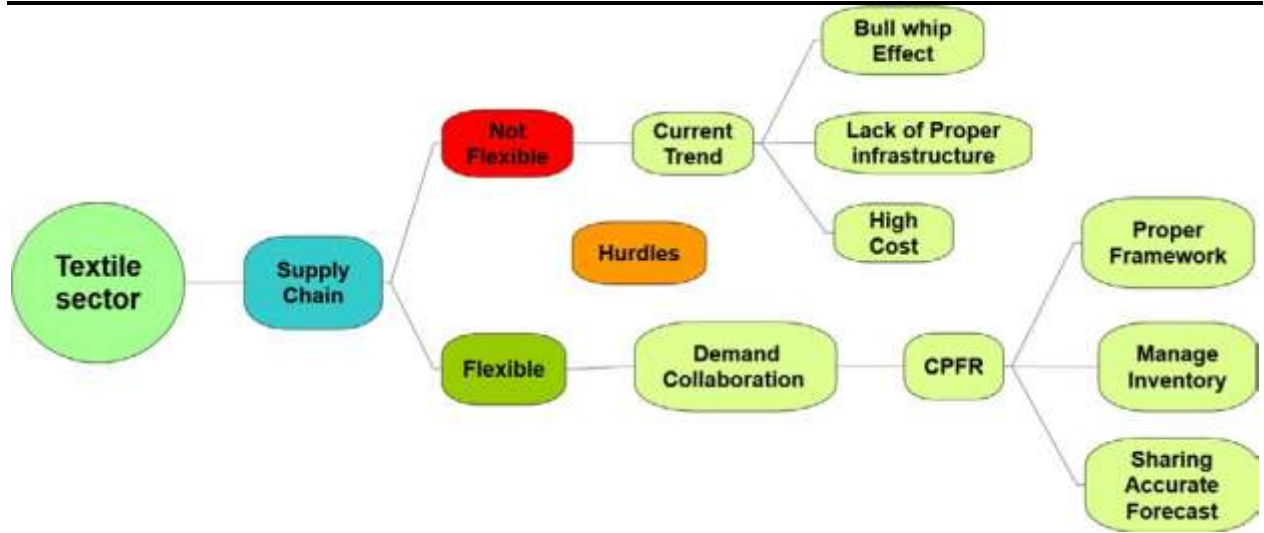 Bull whip
Effect
Not
Flexible
Current
Trend
Lack of Proper
infrastructure
High
Cost
Hurdles
Textile
sector
Supply
Chain
Flexible
Demand
Collaboration
CPFR
Proper
Framework
Manage
Inventory
Sharing
Accurate
Forecast